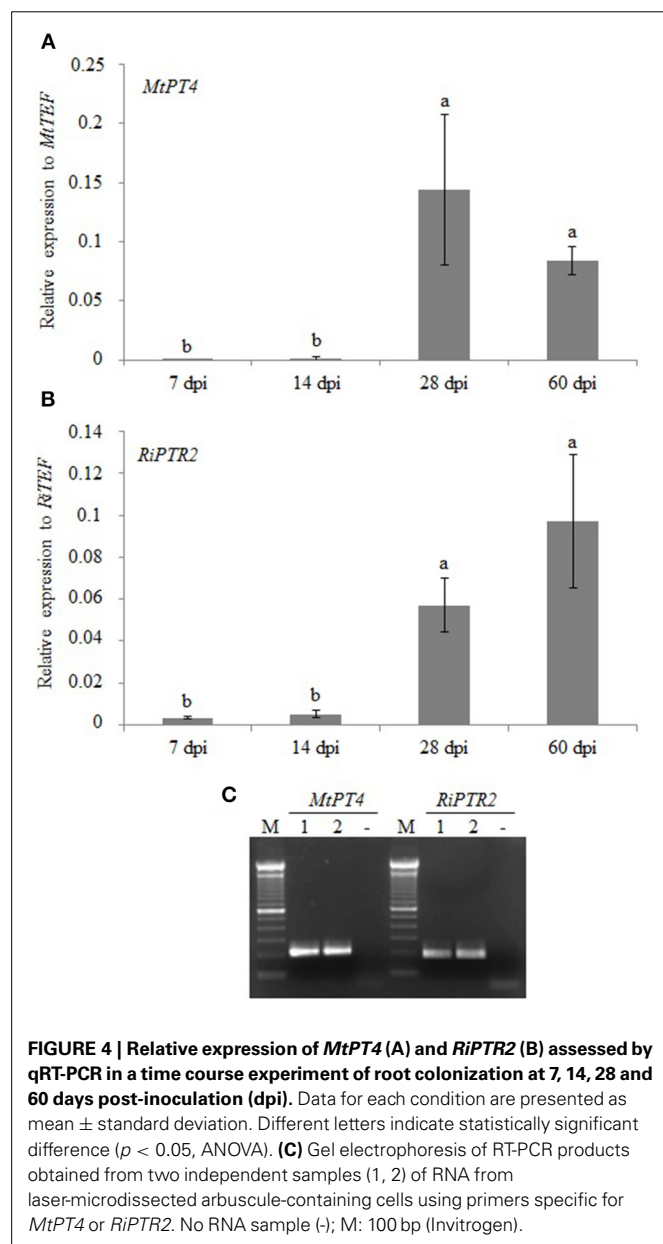 A
0.25
MtPT4
a
0.2
0.15
a
0.1
0.05
b
b
0
Relative expression to MtTEF
7 dpi 14 dpi 28 dpi 60 dpi
B
0.14
RiPTR2
a
0.12
0.1
0.08
a
0.06
0.04
0.02
b
b
0
Relative expression to RiTEF
7 dpi 14 dpi 28 dpi 60 dpi
C
MtPT4 RiPTR2
M 1 2 - M 1 2 -
FIGURE 4 | Relative expression of MtPT4 (A) and RiPTR2 (B) assessed by
qRT-PCR in a time course experiment of root colonization at 7, 14, 28 and
60 days post-inoculation (dpi). Data for each condition are presented as
mean ± standard deviation. Different letters indicate statistically significant
difference (p < 0.05, ANOVA). (C) Gel electrophoresis of RT-PCR products
obtained from two independent samples (1, 2) of RNA from
laser-microdissected arbuscule-containing cells using primers specific for
MtPT4 or RiPTR2. No RNA sample (-); M: 100 bp (Invitrogen).